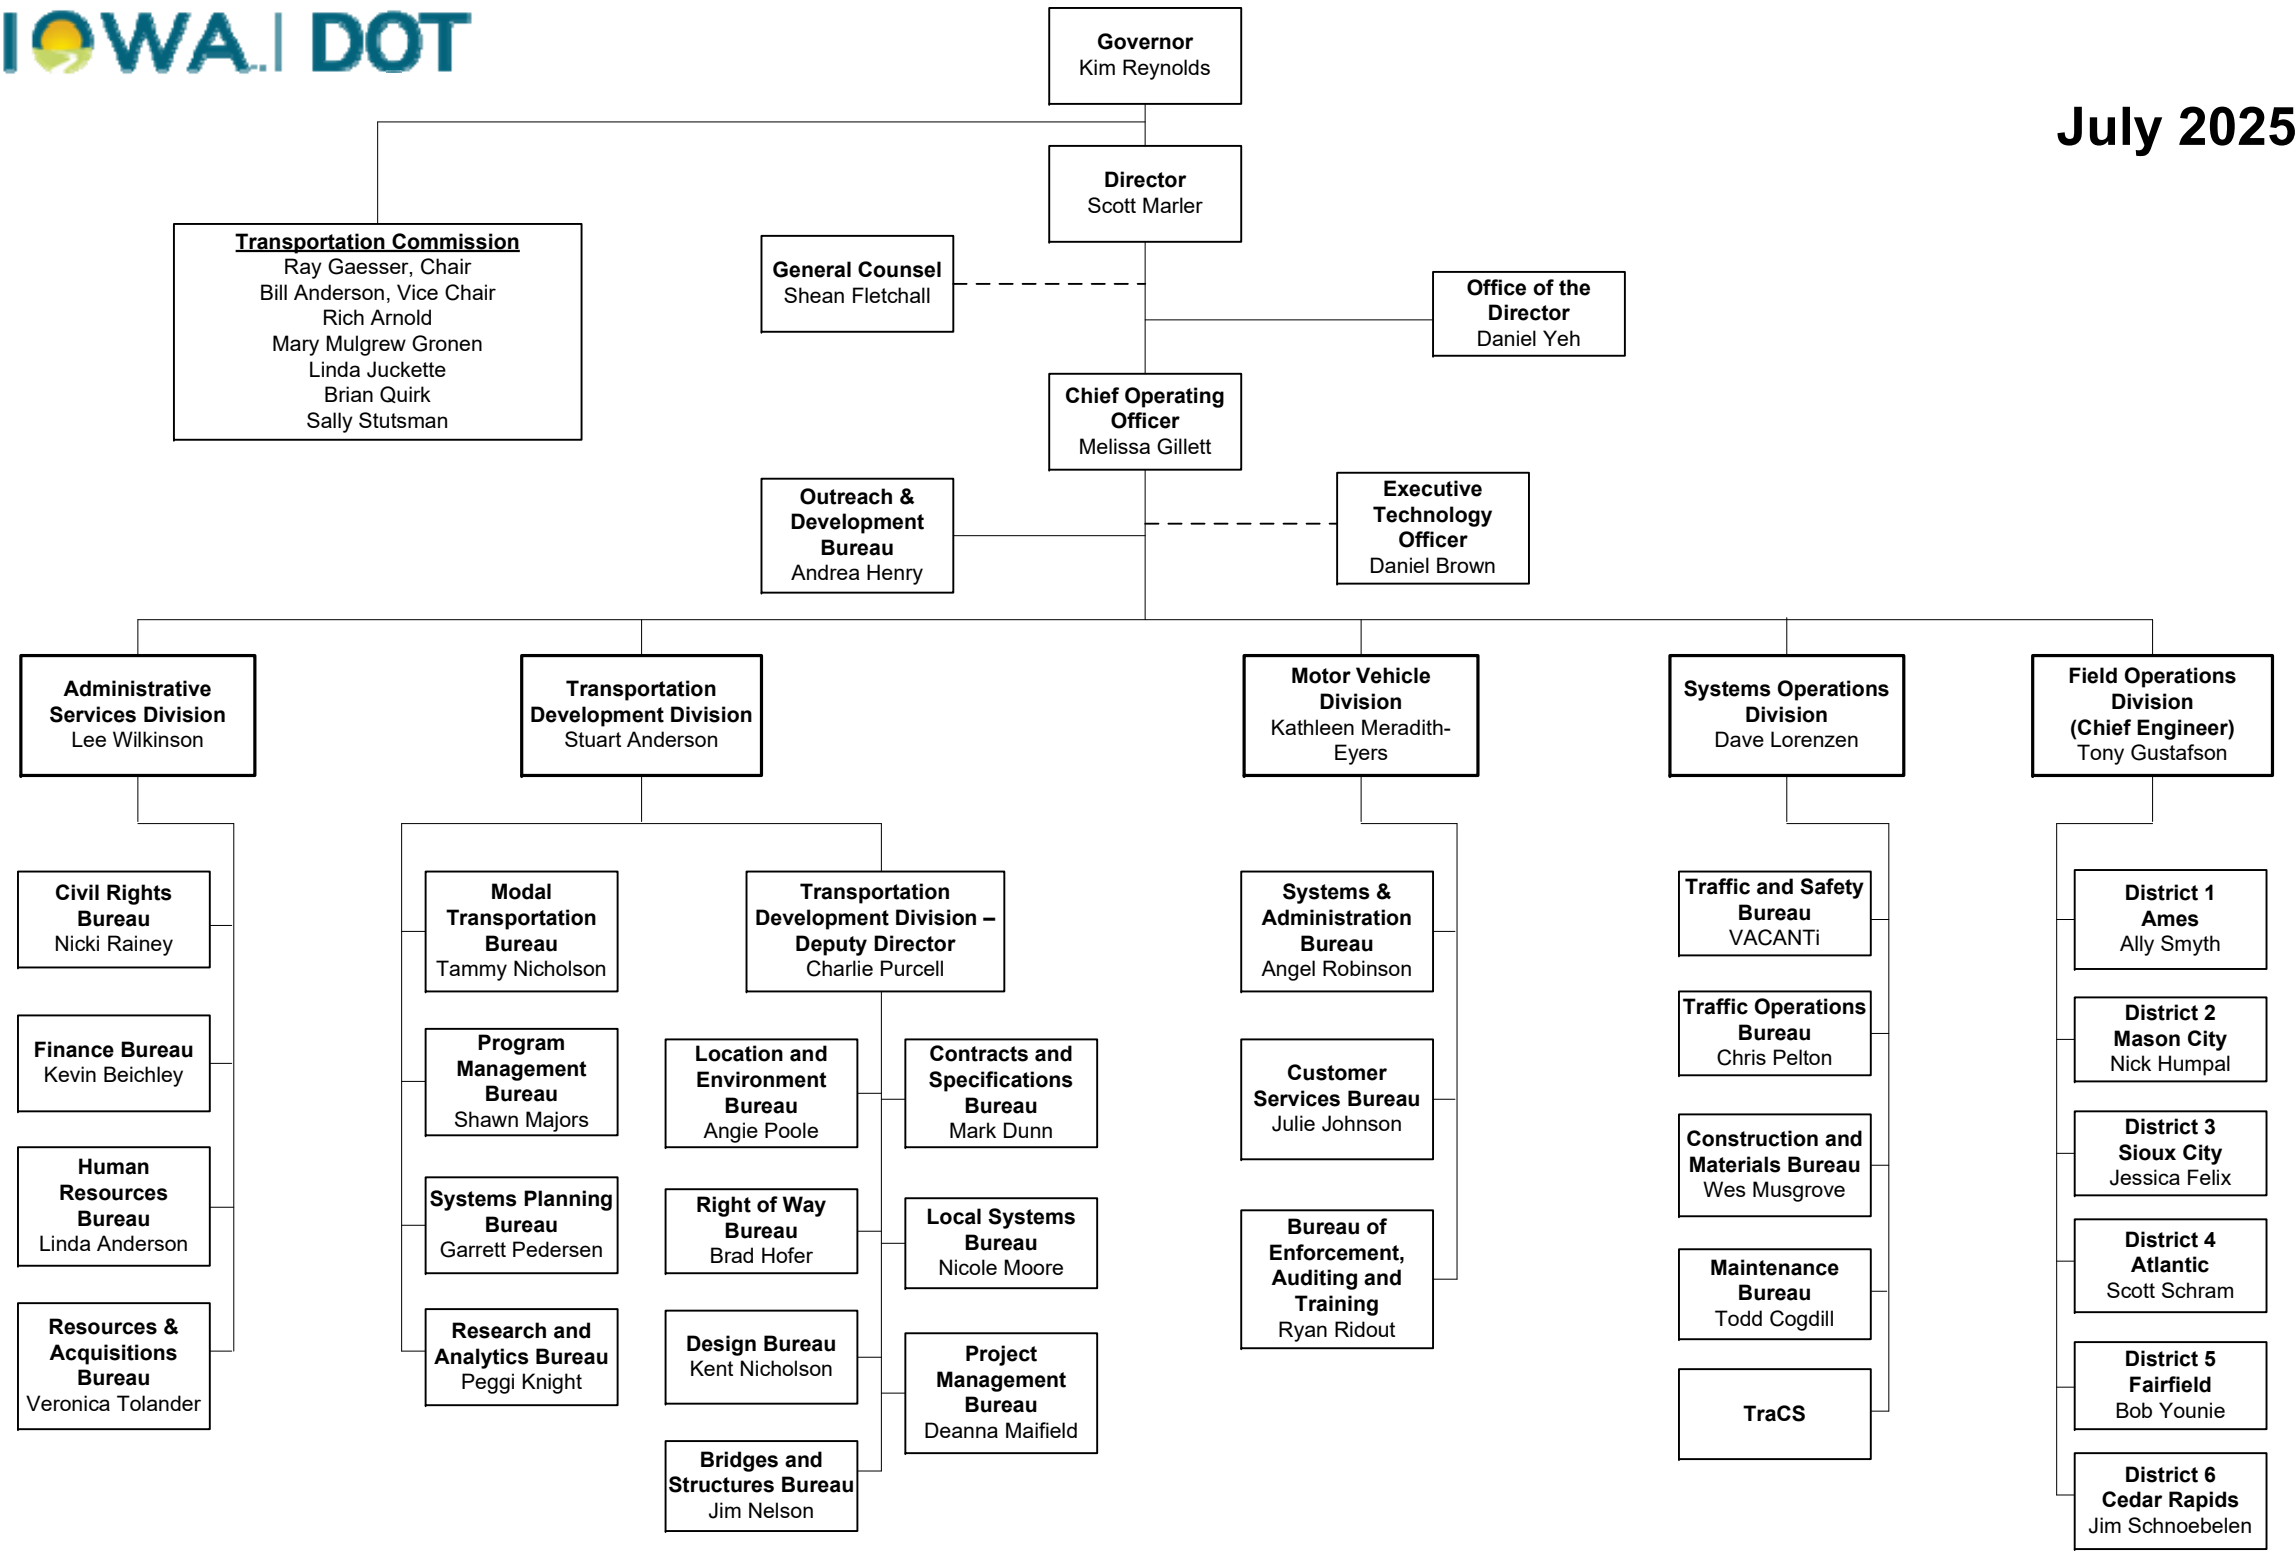 IOWA | DOT
July 2025
Governor
Kim Reynolds
Director
Scott Marler
Transportation Commission
Ray Gaesser, Chair
Bill Anderson, Vice Chair
Rich Arnold
Mary Mulgrew Gronen
Linda Juckette
Brian Quirk
Sally Stutsman
General Counsel
Shean Fletchall
Office of the
Director
Daniel Yeh
Chief Operating
Officer
Melissa Gillett
Outreach &
Development
Bureau
Andrea Henry
Executive
Technology
Officer
Daniel Brown
Administrative
Services Division
Lee Wilkinson
Transportation
Development Division
Stuart Anderson
Motor Vehicle
Division
Kathleen Meradith-
Eyers
Systems Operations
Division
Dave Lorenzen
Field Operations
Division
(Chief Engineer)
Tony Gustafson
Civil Rights
Bureau
Nicki Rainey
Finance Bureau
Kevin Beichley
Human
Resources
Bureau
Linda Anderson
Resources &
Acquisitions
Bureau
Veronica Tolander
Modal
Transportation
Bureau
Tammy Nicholson
Program
Management
Bureau
Shawn Majors
Systems Planning
Bureau
Garrett Pedersen
Research and
Analytics Bureau
Peggi Knight
Transportation
Development Division –
Deputy Director
Charlie Purcell
Location and
Environment
Bureau
Angie Poole
Right of Way
Bureau
Brad Hofer
Design Bureau
Kent Nicholson
Bridges and
Structures Bureau
Jim Nelson
Contracts and
Specifications
Bureau
Mark Dunn
Local Systems
Bureau
Nicole Moore
Project
Management
Bureau
Deanna Maifield
Systems &
Administration
Bureau
Angel Robinson
Customer
Services Bureau
Julie Johnson
Bureau of
Enforcement,
Auditing and
Training
Ryan Ridout
Traffic and Safety
Bureau
VACANTi
Traffic Operations
Bureau
Chris Pelton
Construction and
Materials Bureau
Wes Musgrove
Maintenance
Bureau
Todd Cogdill
TraCS
District 1
Ames
Ally Smyth
District 2
Mason City
Nick Humpal
District 3
Sioux City
Jessica Felix
District 4
Atlantic
Scott Schram
District 5
Fairfield
Bob Younie
District 6
Cedar Rapids
Jim Schnoebelen